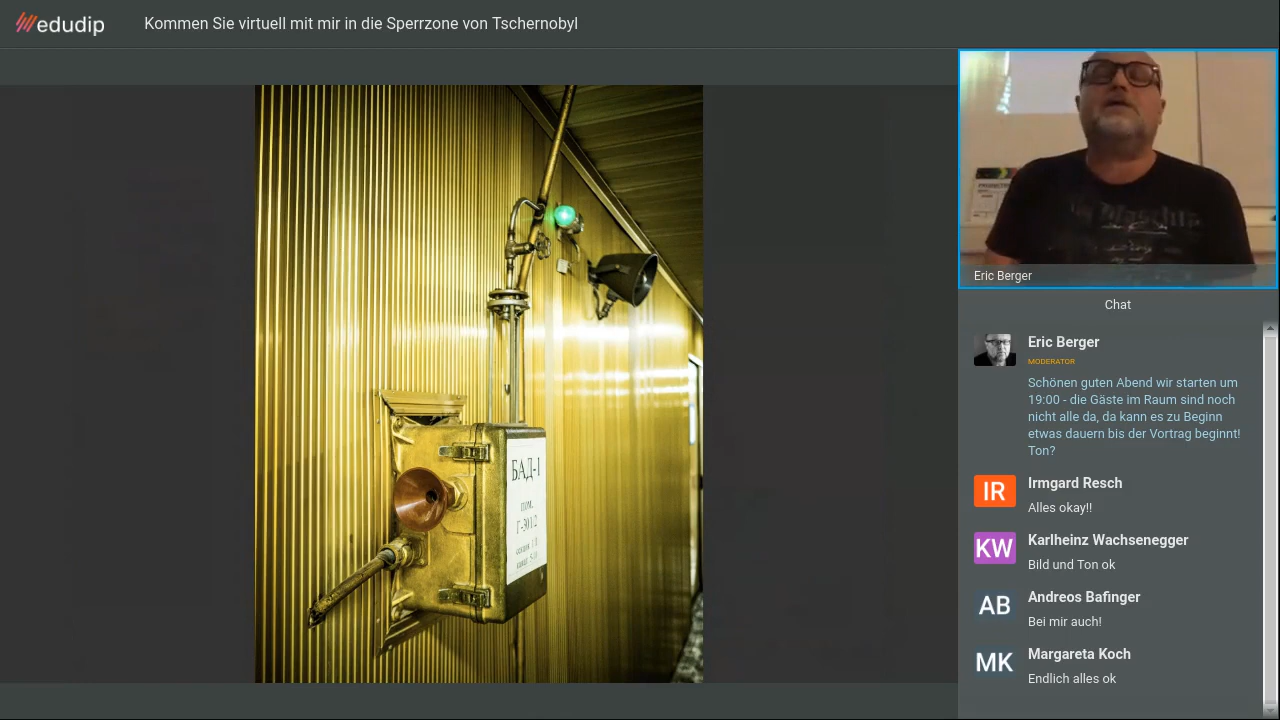 edudip
Kommen Sie virtuell mit mir in die Sperrzone von Tschernobyl
БАД-1
пом.
Г-301/2
Eric Berger
Chat
Eric Berger
MODERATOR
Schönen guten Abend wir starten um
19:00 - die Gäste im Raum sind noch
nicht alle da, da kann es zu Beginn
etwas dauern bis der Vortrag beginnt!
Ton?
IR
Irmgard Resch
Alles okay!!
KW
Karlheinz Wachsenegger
Bild und Ton ok
AB
Andreos Bafinger
Bei mir auch!
MK
Margareta Koch
Endlich alles ok